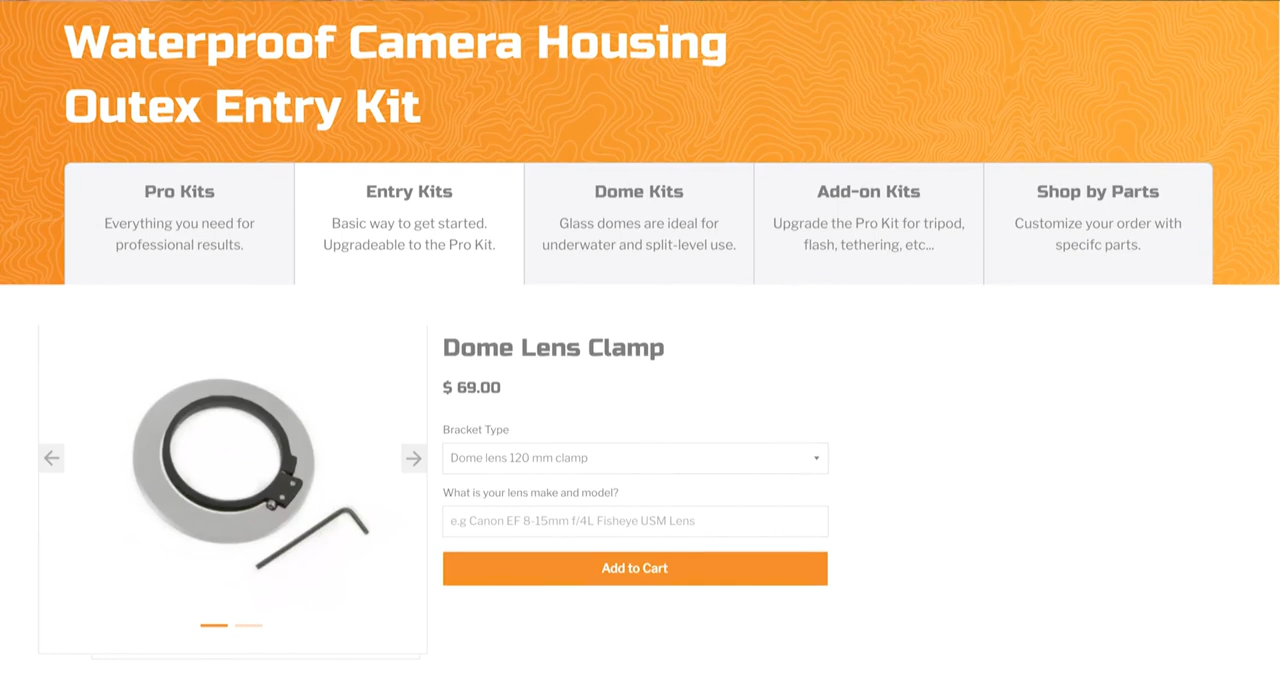 Waterproof Camera Housing
Outex Entry Kit
Pro Kits
Everything you need for
professional results.
Entry Kits
Basic way to get started.
Upgradeable to the Pro Kit.
Dome Kits
Glass domes are ideal for
underwater and split-level use.
Add-on Kits
Upgrade the Pro Kit for tripod,
flash, tethering, etc...
Shop by Parts
Customize your order with
specifc parts.
Dome Lens Clamp
$ 69.00
Bracket Type
Dome lens 120 mm clamp
What is your lens make and model?
e.g Canon EF 8-15mm f/4L Fisheye USM Lens
Add to Cart